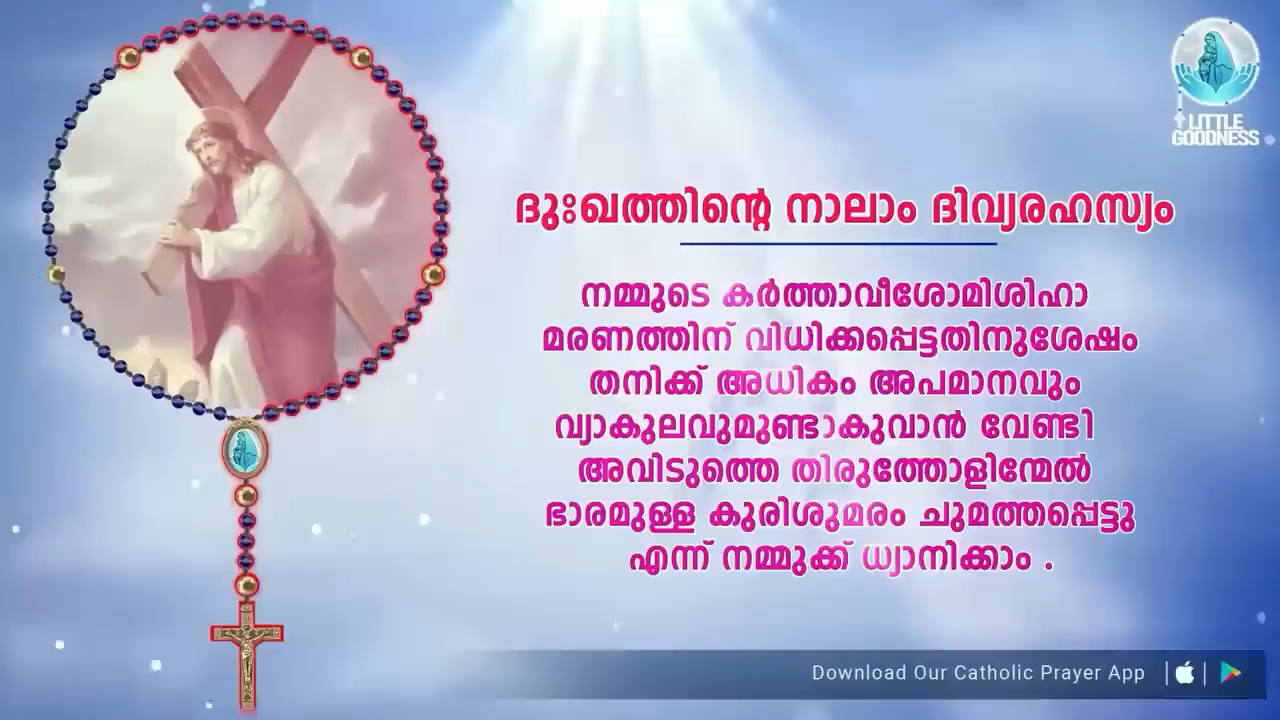 LITTLE
GOODNESS
ദുഃഖത്തിന്റെ നാലാം ദിവ്യരഹസ്യം
നമ്മുടെ കർത്താവീശോമിശിഹാ
മരണത്തിന് വിധിക്കപ്പെട്ടതിനുശേഷം
തനിക്ക് അധികം അപമാനവും
വ്യാകുലവുമുണ്ടാകുവാൻ വേണ്ടി
അവിടുത്തെ തിരുത്തോളിന്മേൽ
ഭാരമുള്ള കുരിശുമരം ചുമത്തപ്പെട്ടു
എന്ന് നമ്മുക്ക് ധ്യാനിക്കാം .
Download Our Catholic Prayer App